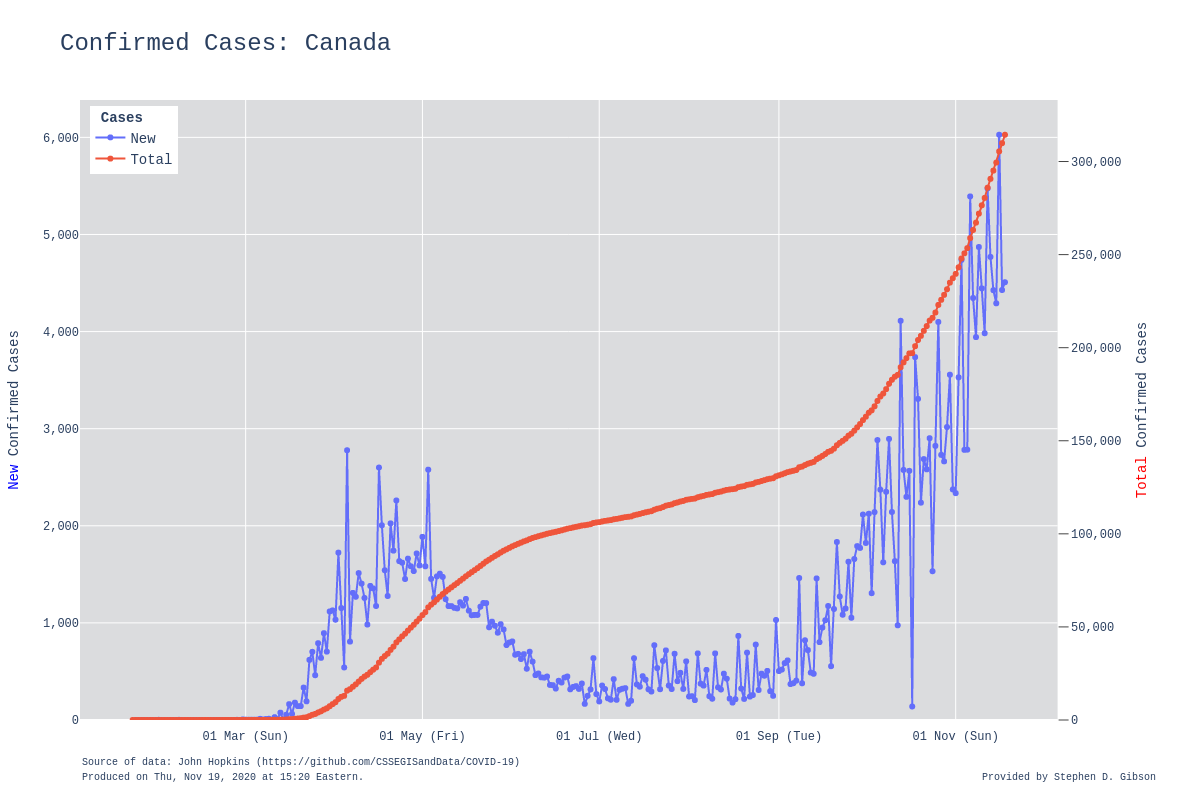 Confirmed Cases: Canada
Cases
New
Total
6,000
5,000
4,000
3,000
2,000
1,000
0
New Confirmed Cases
300,000
250,000
200,000
150,000
100,000
50,000
0
Total Confirmed Cases
01 Mar (Sun)
01 May (Fri)
01 Jul (Wed)
01 Sep (Tue)
01 Nov (Sun)
Source of data: John Hopkins (https://github.com/CSSEGISandData/COVID-19)
Produced on Thu, Nov 19, 2020 at 15:20 Eastern.
Provided by Stephen D. Gibson